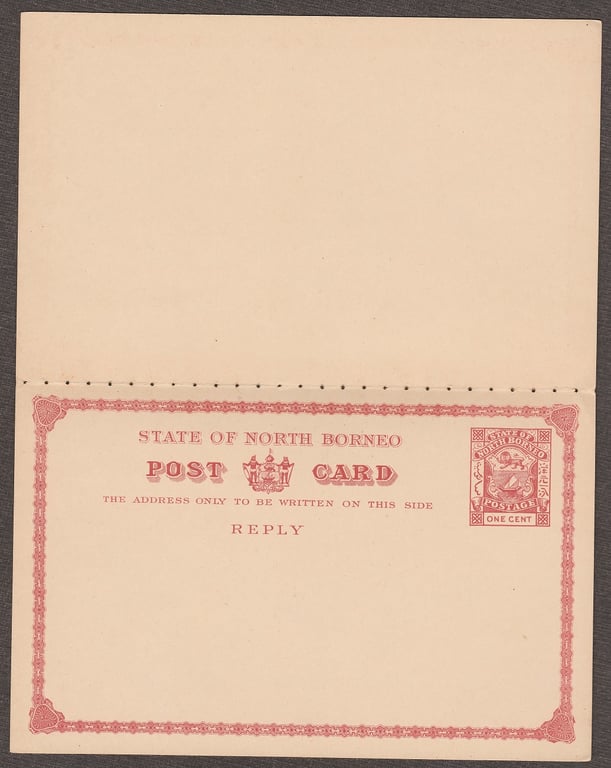 STATE OF NORTH BORNEO
POST CARD
THE ADDRESS ONLY TO BE WRITTEN ON THIS SIDE
REPLY
STATE OF
NORTH BORNEO
POSTAGE
ONE CENT